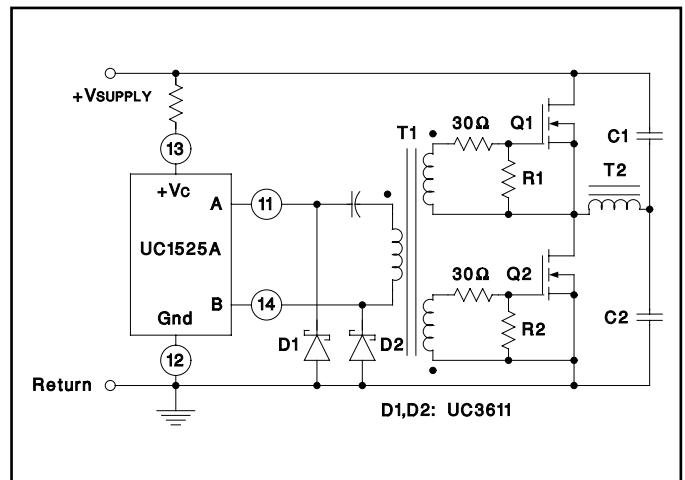 +VSUPPLY
13
+Vc
A
11
UC1525A
B
14
Gnd
12
Return
D1
D2
T1
30Ω
Q1
R1
C1
T2
30Ω
Q2
R2
C2
D1,D2: UC3611